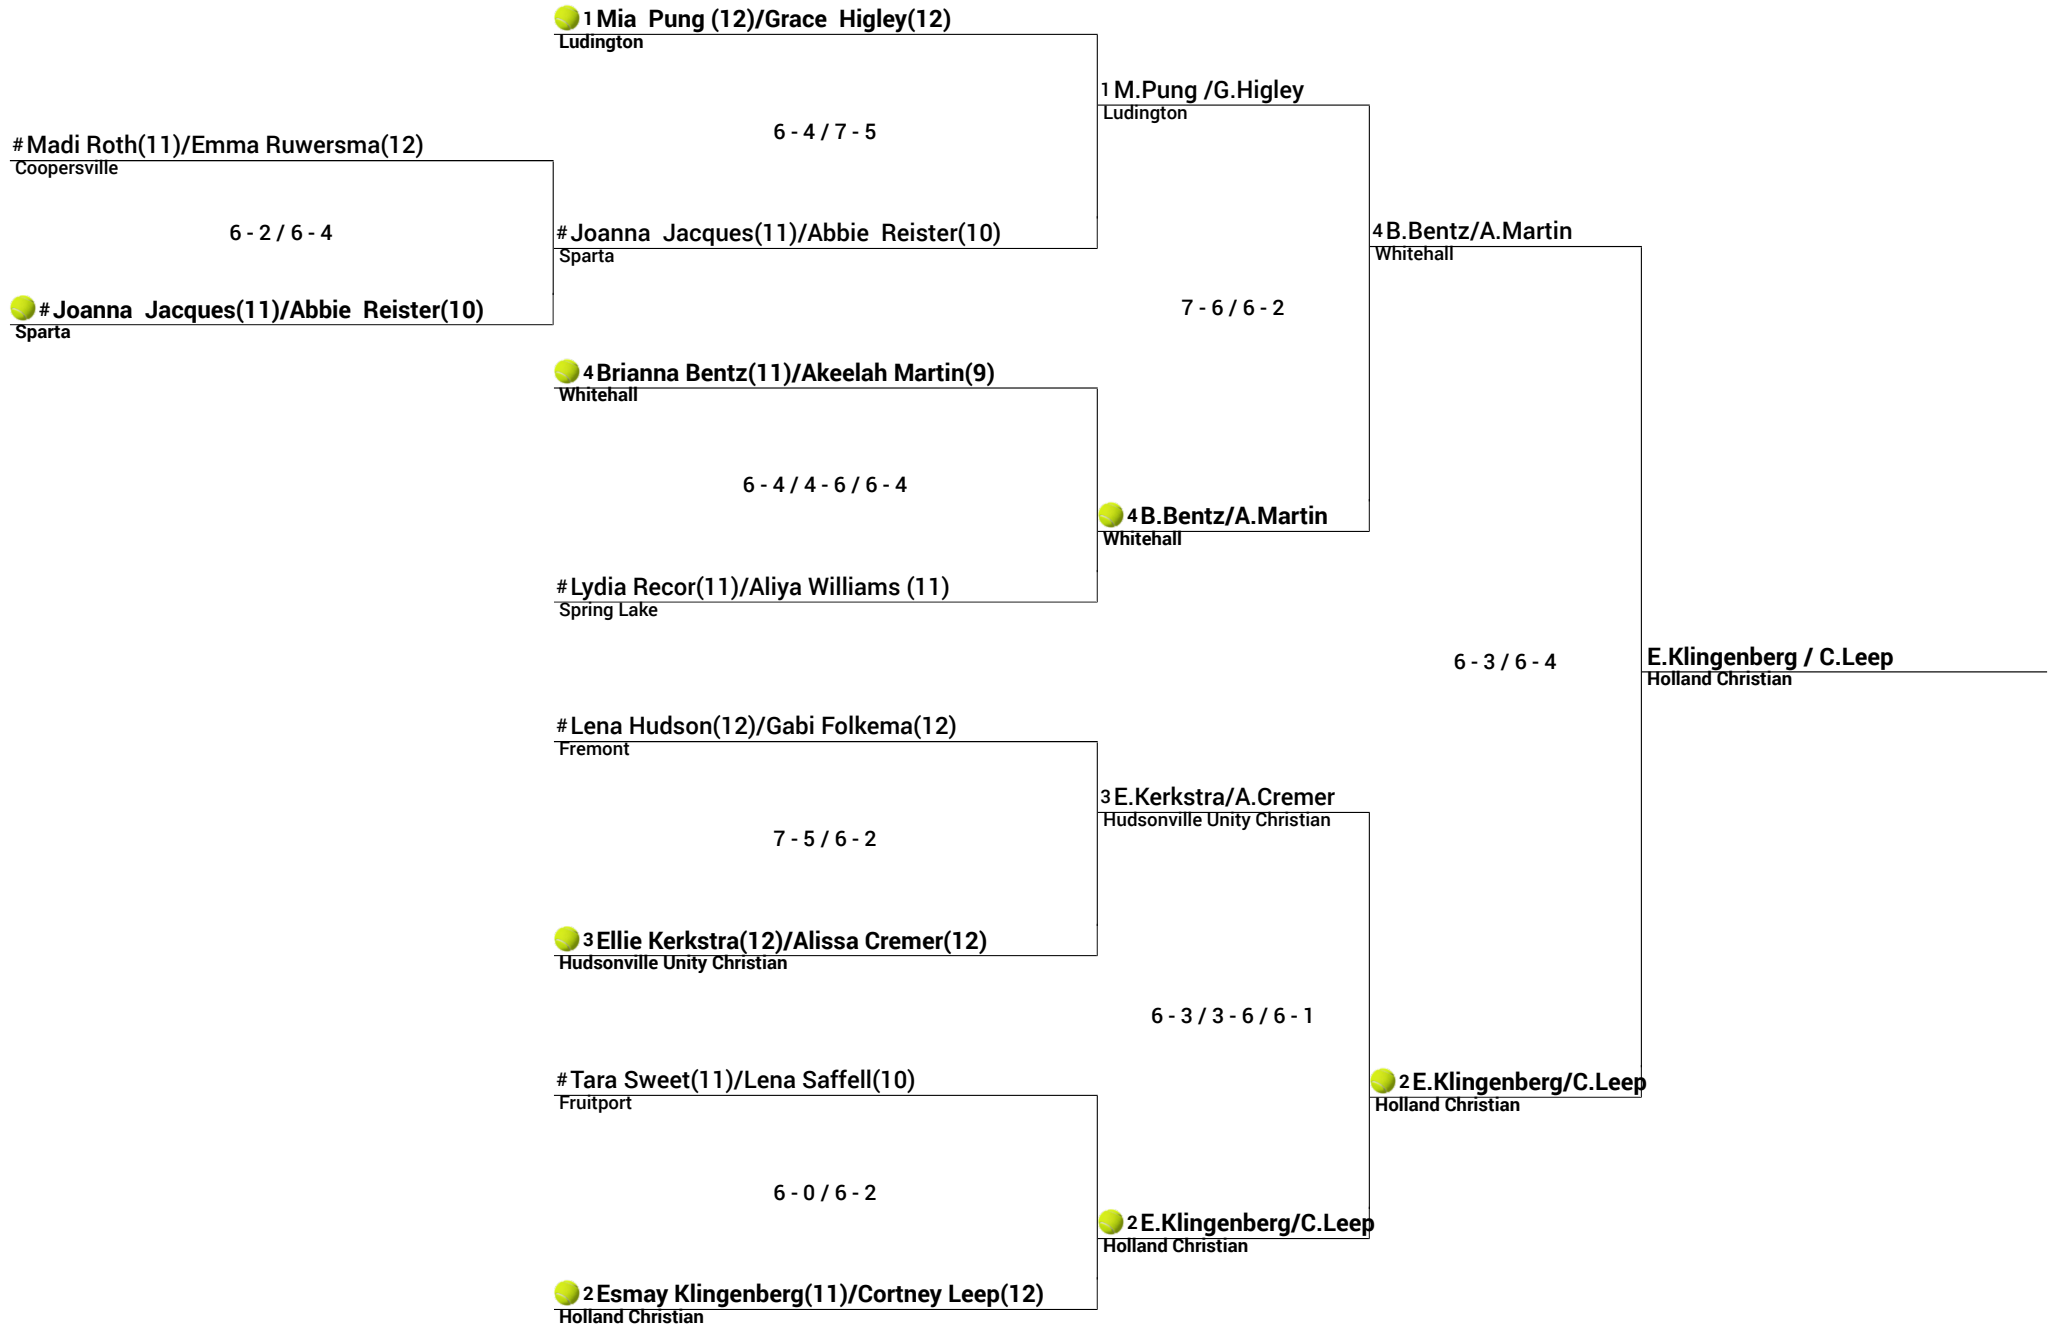 1 Mia Pung (12)/Grace Higley(12)
Ludington
6 - 4 / 7 - 5
1 M.Pung /G.Higley
Ludington
# Madi Roth(11)/Emma Ruwersma(12)
Coopersville
6 - 2 / 6 - 4
# Joanna Jacques(11)/Abbie Reister(10)
Sparta
# Joanna Jacques(11)/Abbie Reister(10)
Sparta
4 B.Bentz/A.Martin
Whitehall
7 - 6 / 6 - 2
4 Brianna Bentz(11)/Akeelah Martin(9)
Whitehall
6 - 4 / 4 - 6 / 6 - 4
4 B.Bentz/A.Martin
Whitehall
# Lydia Recor(11)/Aliya Williams (11)
Spring Lake
6 - 3 / 6 - 4
E.Klingenberg / C.Leep
Holland Christian
# Lena Hudson(12)/Gabi Folkema(12)
Fremont
7 - 5 / 6 - 2
3 E.Kerkstra/A.Cremer
Hudsonville Unity Christian
3 Ellie Kerkstra(12)/Alissa Cremer(12)
Hudsonville Unity Christian
6 - 3 / 3 - 6 / 6 - 1
# Tara Sweet(11)/Lena Saffell(10)
Fruitport
2 E.Klingenberg/C.Leep
Holland Christian
6 - 0 / 6 - 2
2 E.Klingenberg/C.Leep
Holland Christian
2 Esmay Klingenberg(11)/Cortney Leep(12)
Holland Christian